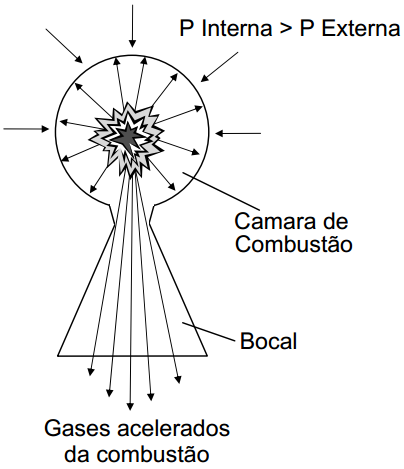 P Interna > P Externa
Camara de
Combustão
Bocal
Gases acelerados
da combustão